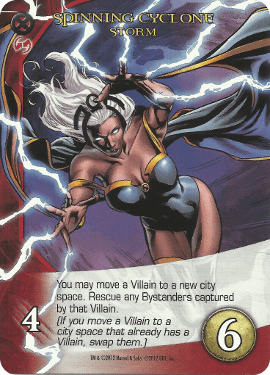 SPINNING CYCLONE
STORM
You may move a Villain to a new city
space. Rescue any Bystanders captured
by that Villain.
(If you move a Villain to a
city space that already has a
Villain, swap them.)
4
6